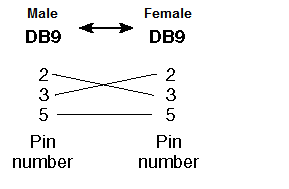 Male Female
DB9 DB9
2 2
3 3
5 5
Pin Pin
number number